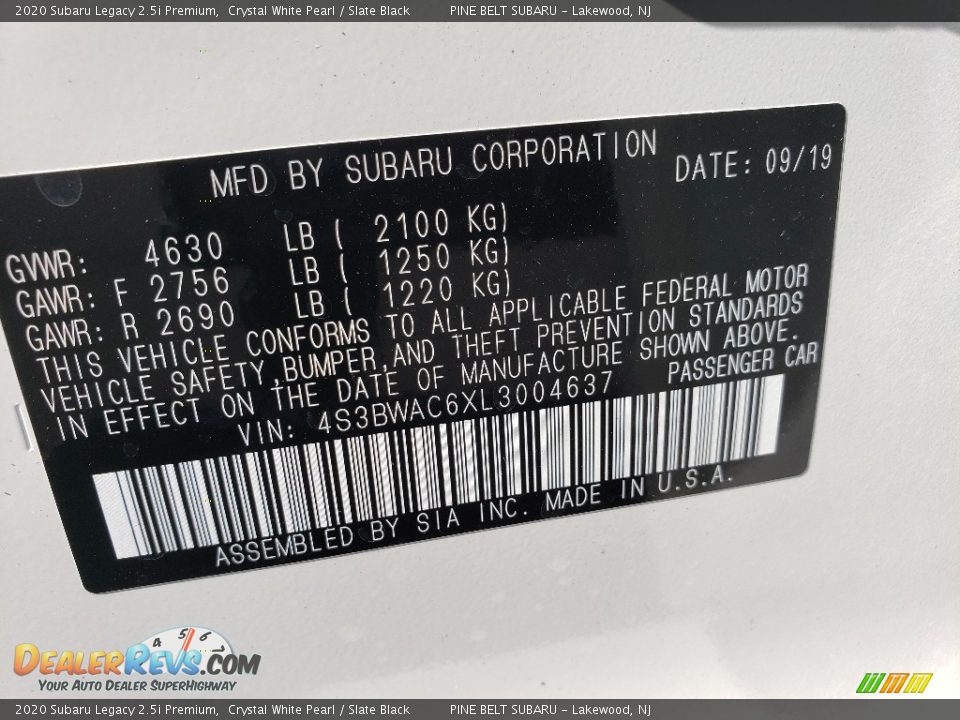 2020 Subaru Legacy 2.5i Premium, Crystal White Pearl / Slate Black PINE BELT SUBARU - Lakewood, NJ
MFD BY SUBARU CORPORATION DATE: 09/19
GVWR: 4630 LB ( 2100 KG)
GAWR: F 2756 LB ( 1250 KG)
GAWR: R 2690 LB ( 1220 KG)
THIS VEHICLE CONFORMS TO ALL APPLICABLE FEDERAL MOTOR
VEHICLE SAFETY,BUMPER,AND THEFT PREVENTION STANDARDS
IN EFFECT ON THE DATE OF MANUFACTURE SHOWN ABOVE.
VIN: 4S3BWAC6XL3004637 PASSENGER CAR
ASSEMBLED BY SIA INC. MADE IN U.S.A.
4 5 6 7
DEALERREVS.COM
YOUR AUTO DEALER SUPERHIGHWAY
2020 Subaru Legacy 2.5i Premium, Crystal White Pearl / Slate Black PINE BELT SUBARU - Lakewood, NJ